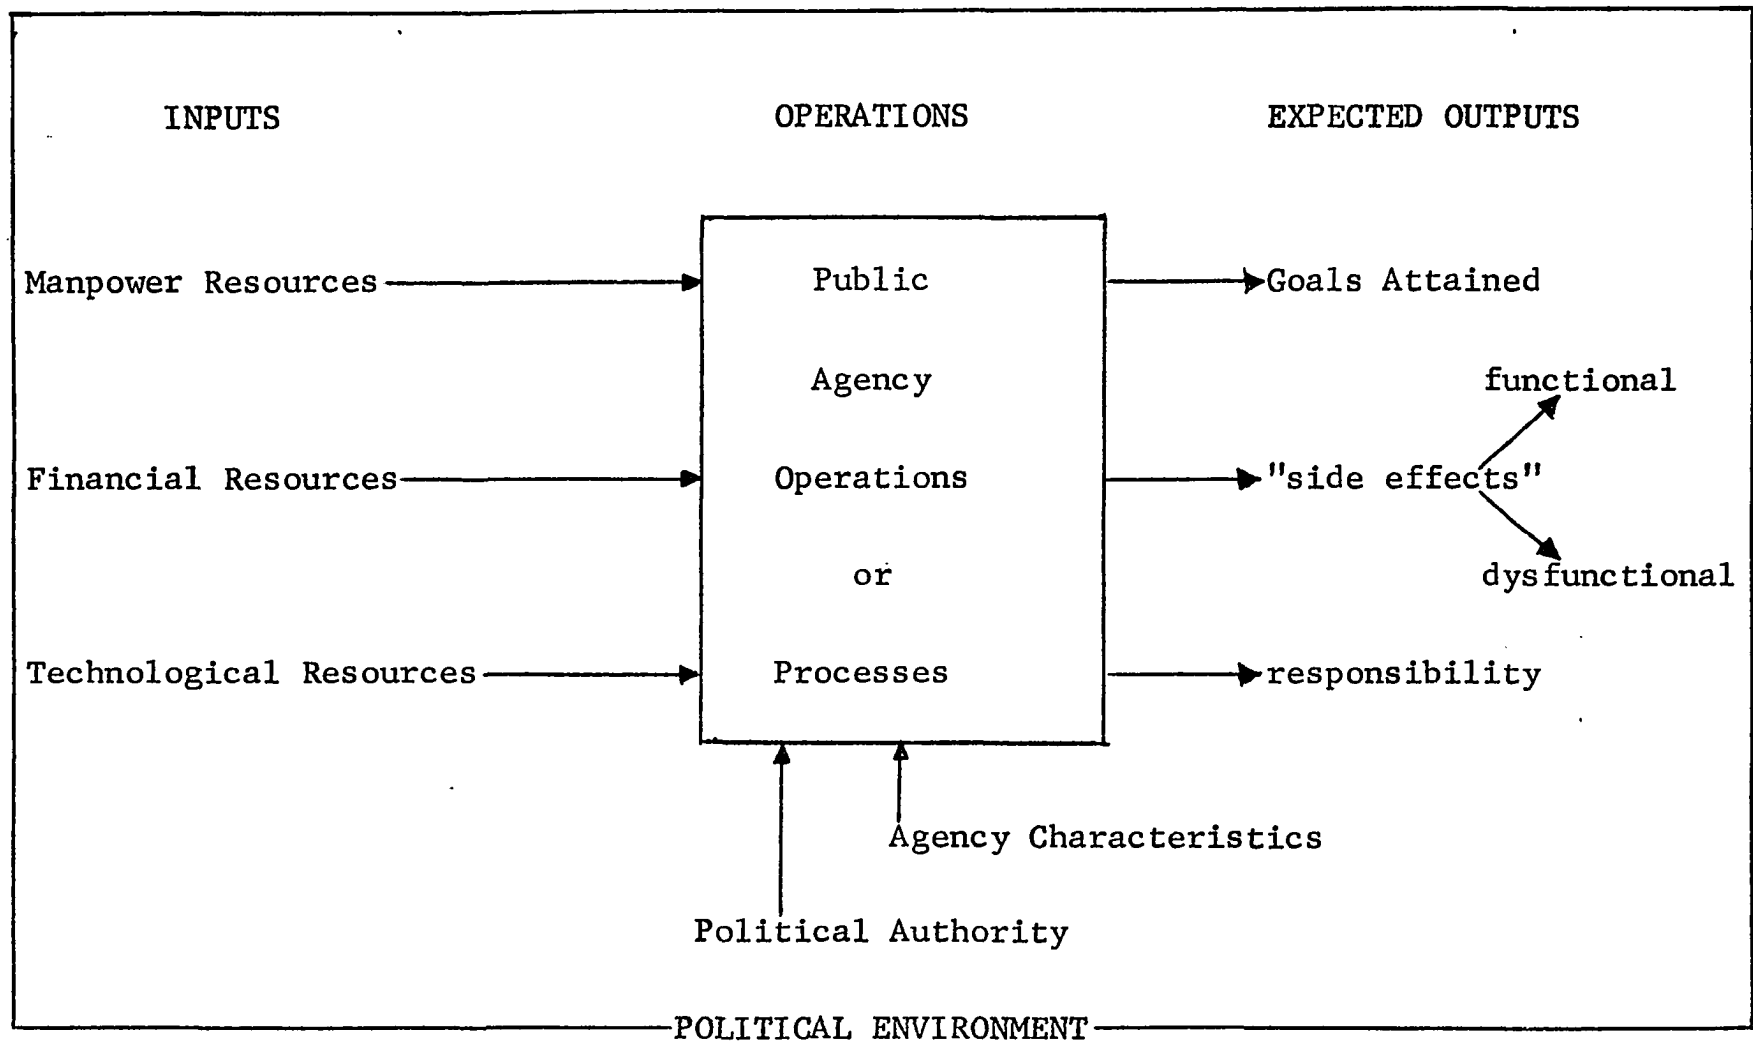 INPUTS OPERATIONS EXPECTED OUTPUTS
Manpower Resources Public Goals Attained
Agency functional
Financial Resources Operations "side effects"
or dysfunctional
Technological Resources Processes responsibility
Agency Characteristics
Political Authority
POLITICAL ENVIRONMENT